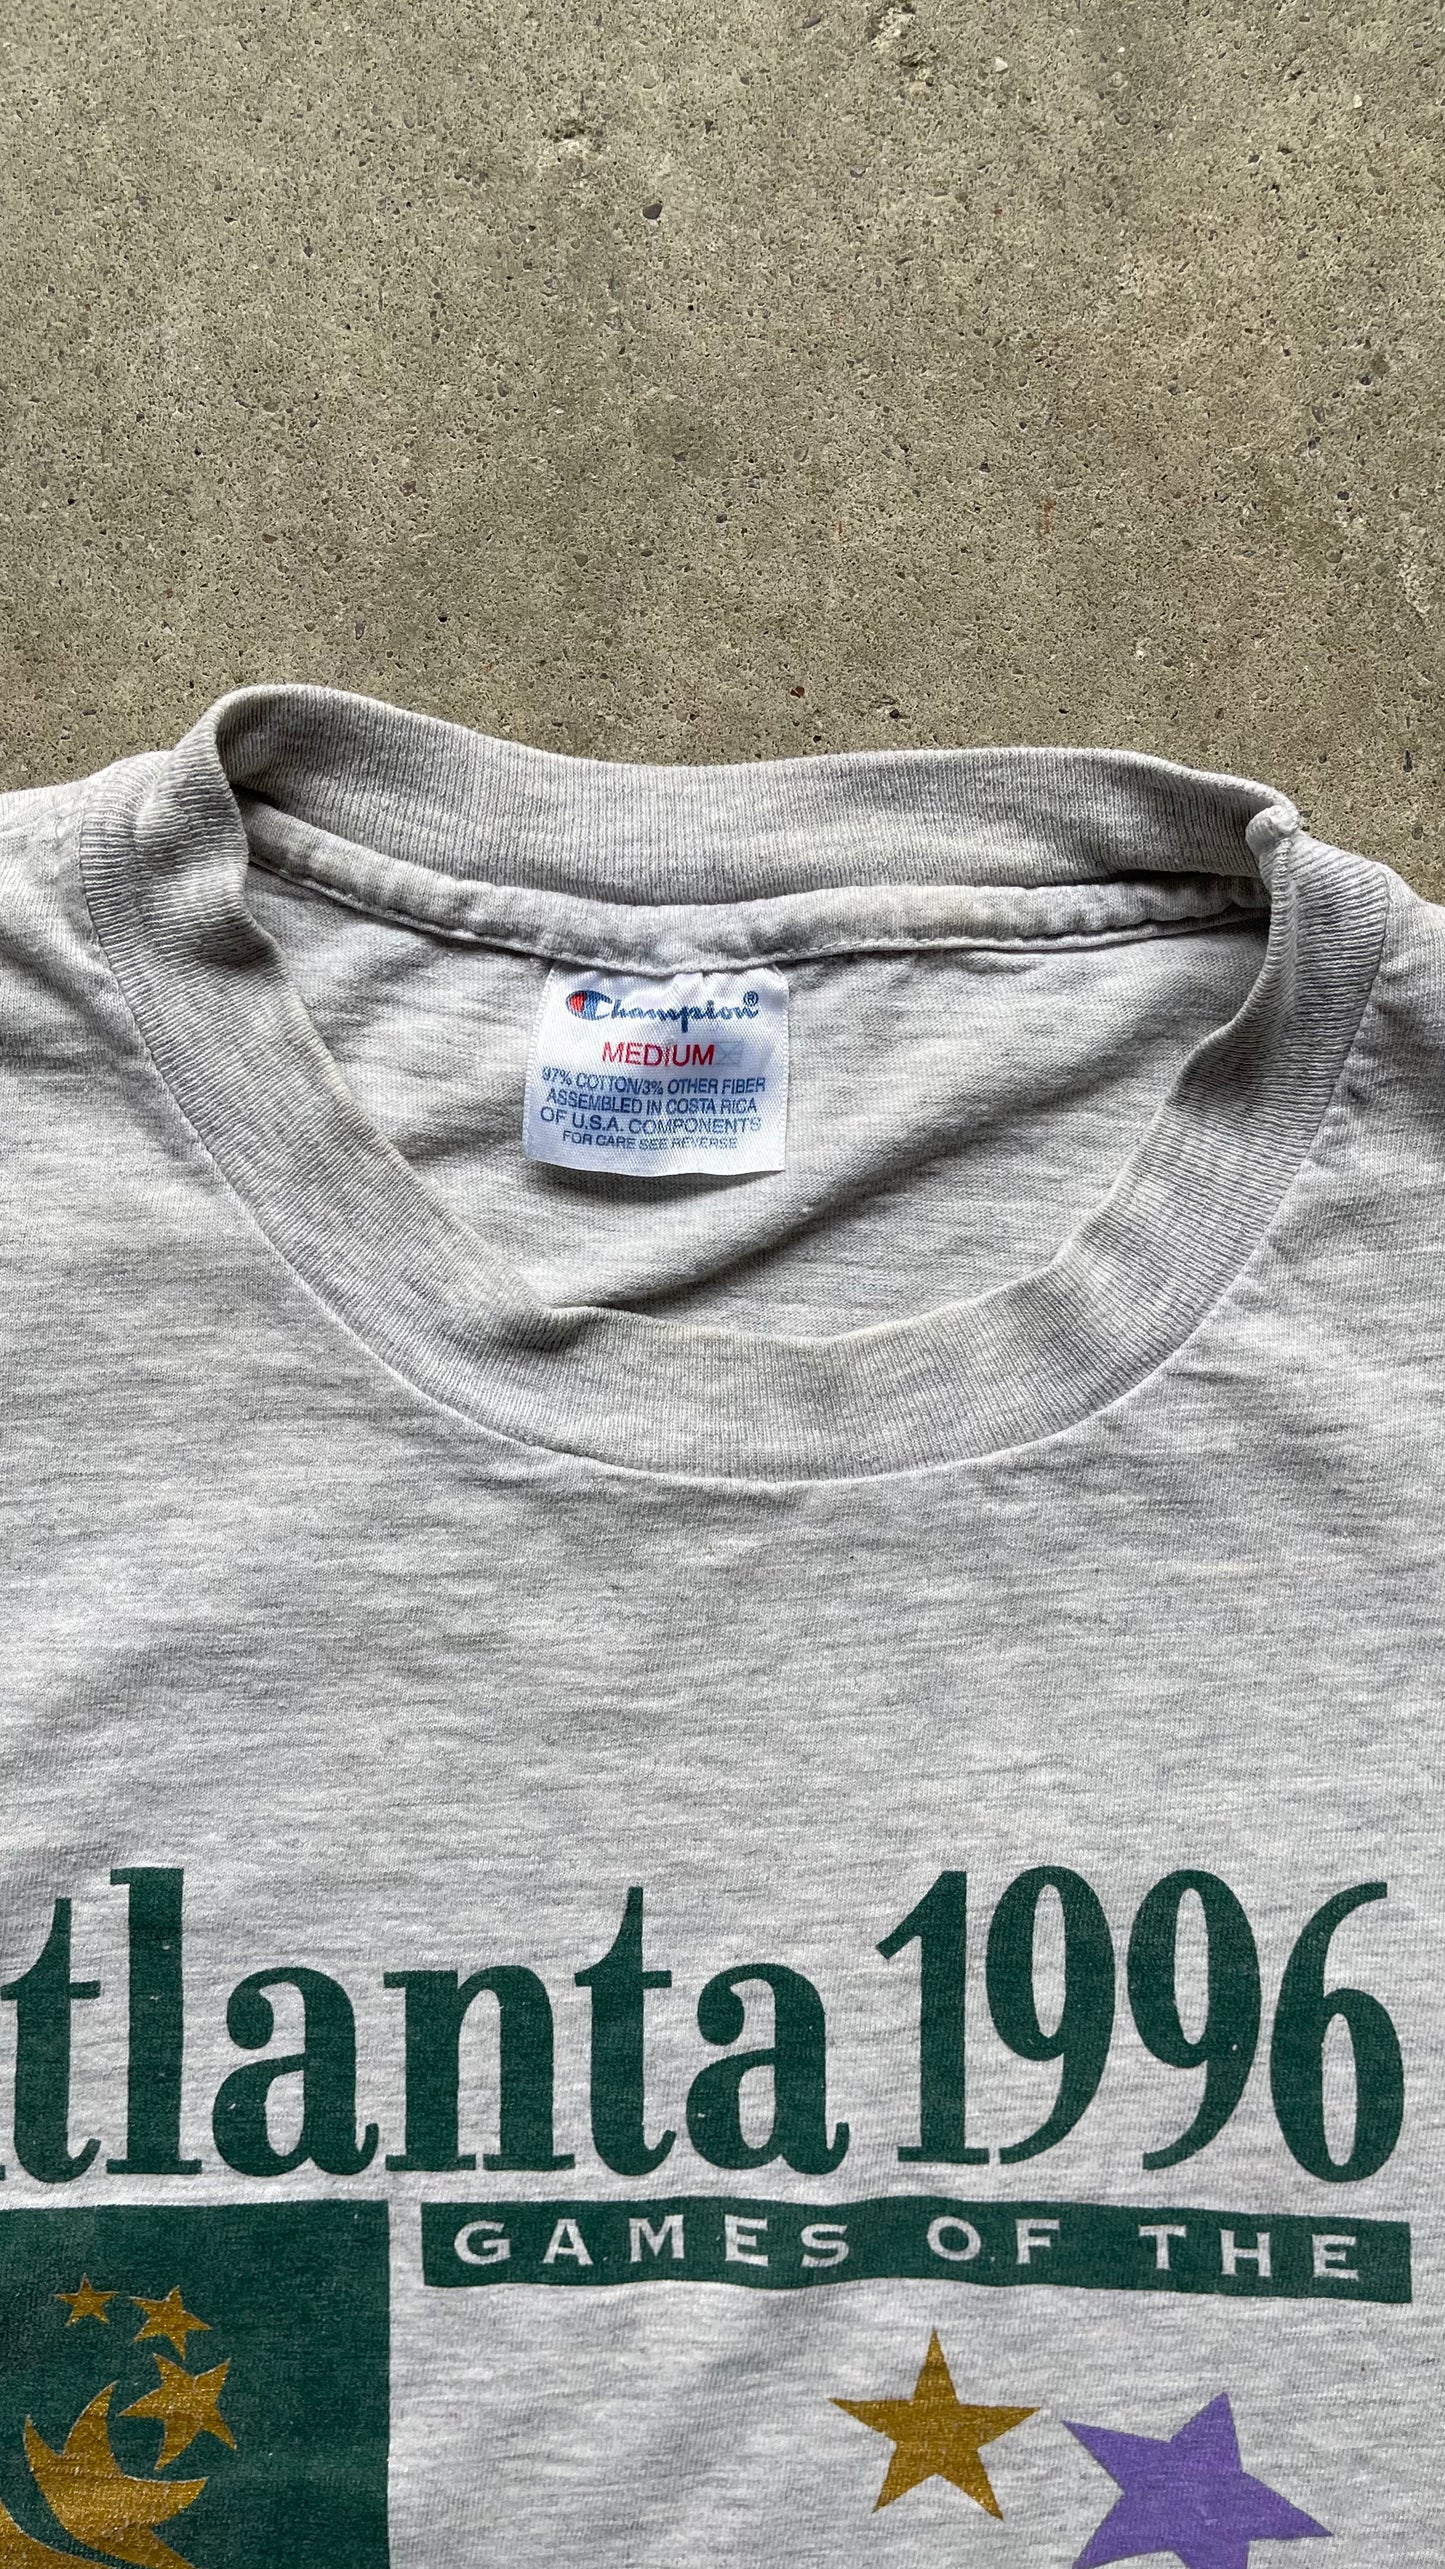 Champion®
MEDIUM
97% COTTON/3% OTHER FIBER
ASSEMBLED IN COSTA RICA
OF U.S.A. COMPONENTS
FOR CARE SEE REVERSE
tlanta 1996
GAMES OF THE